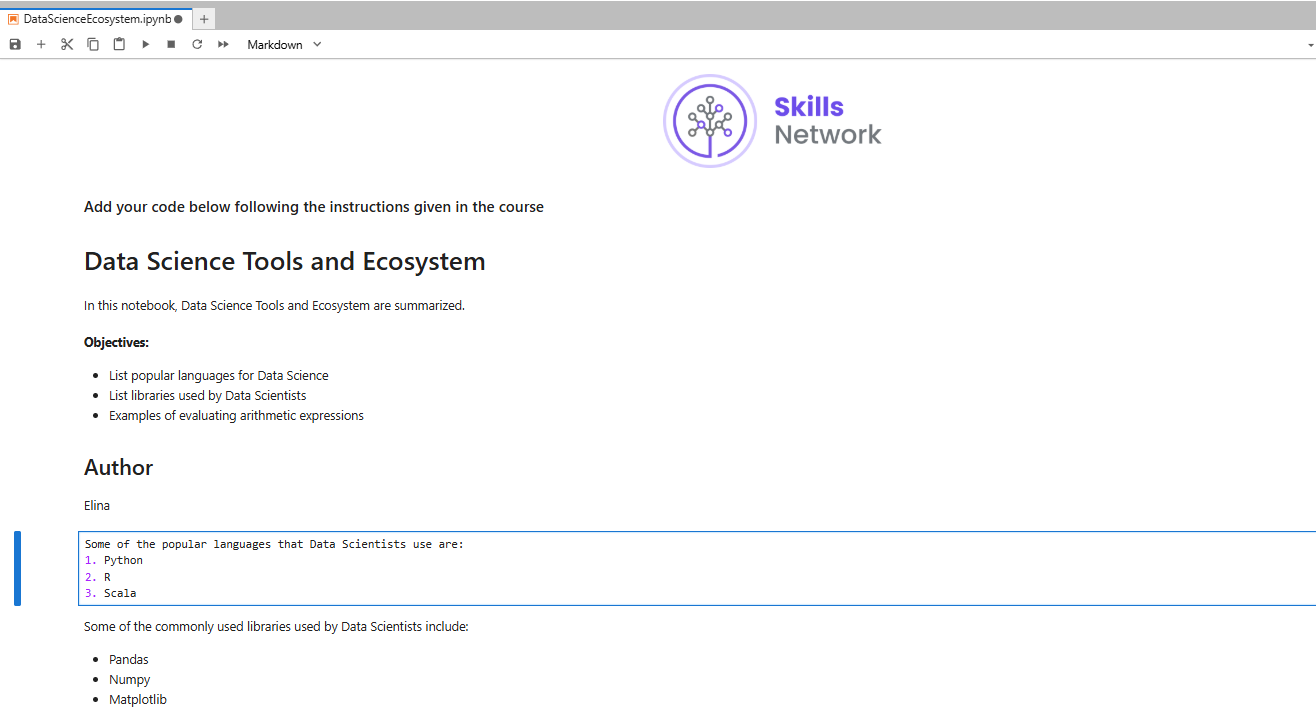 DataScienceEcosystem.ipynb
Markdown
Skills
Network
Add your code below following the instructions given in the course
Data Science Tools and Ecosystem
In this notebook, Data Science Tools and Ecosystem are summarized.
Objectives:
List popular languages for Data Science
List libraries used by Data Scientists
Examples of evaluating arithmetic expressions
Author
Elina
Some of the popular languages that Data Scientists use are:
1. Python
2. R
3. Scala
Some of the commonly used libraries used by Data Scientists include:
Pandas
Numpy
Matplotlib